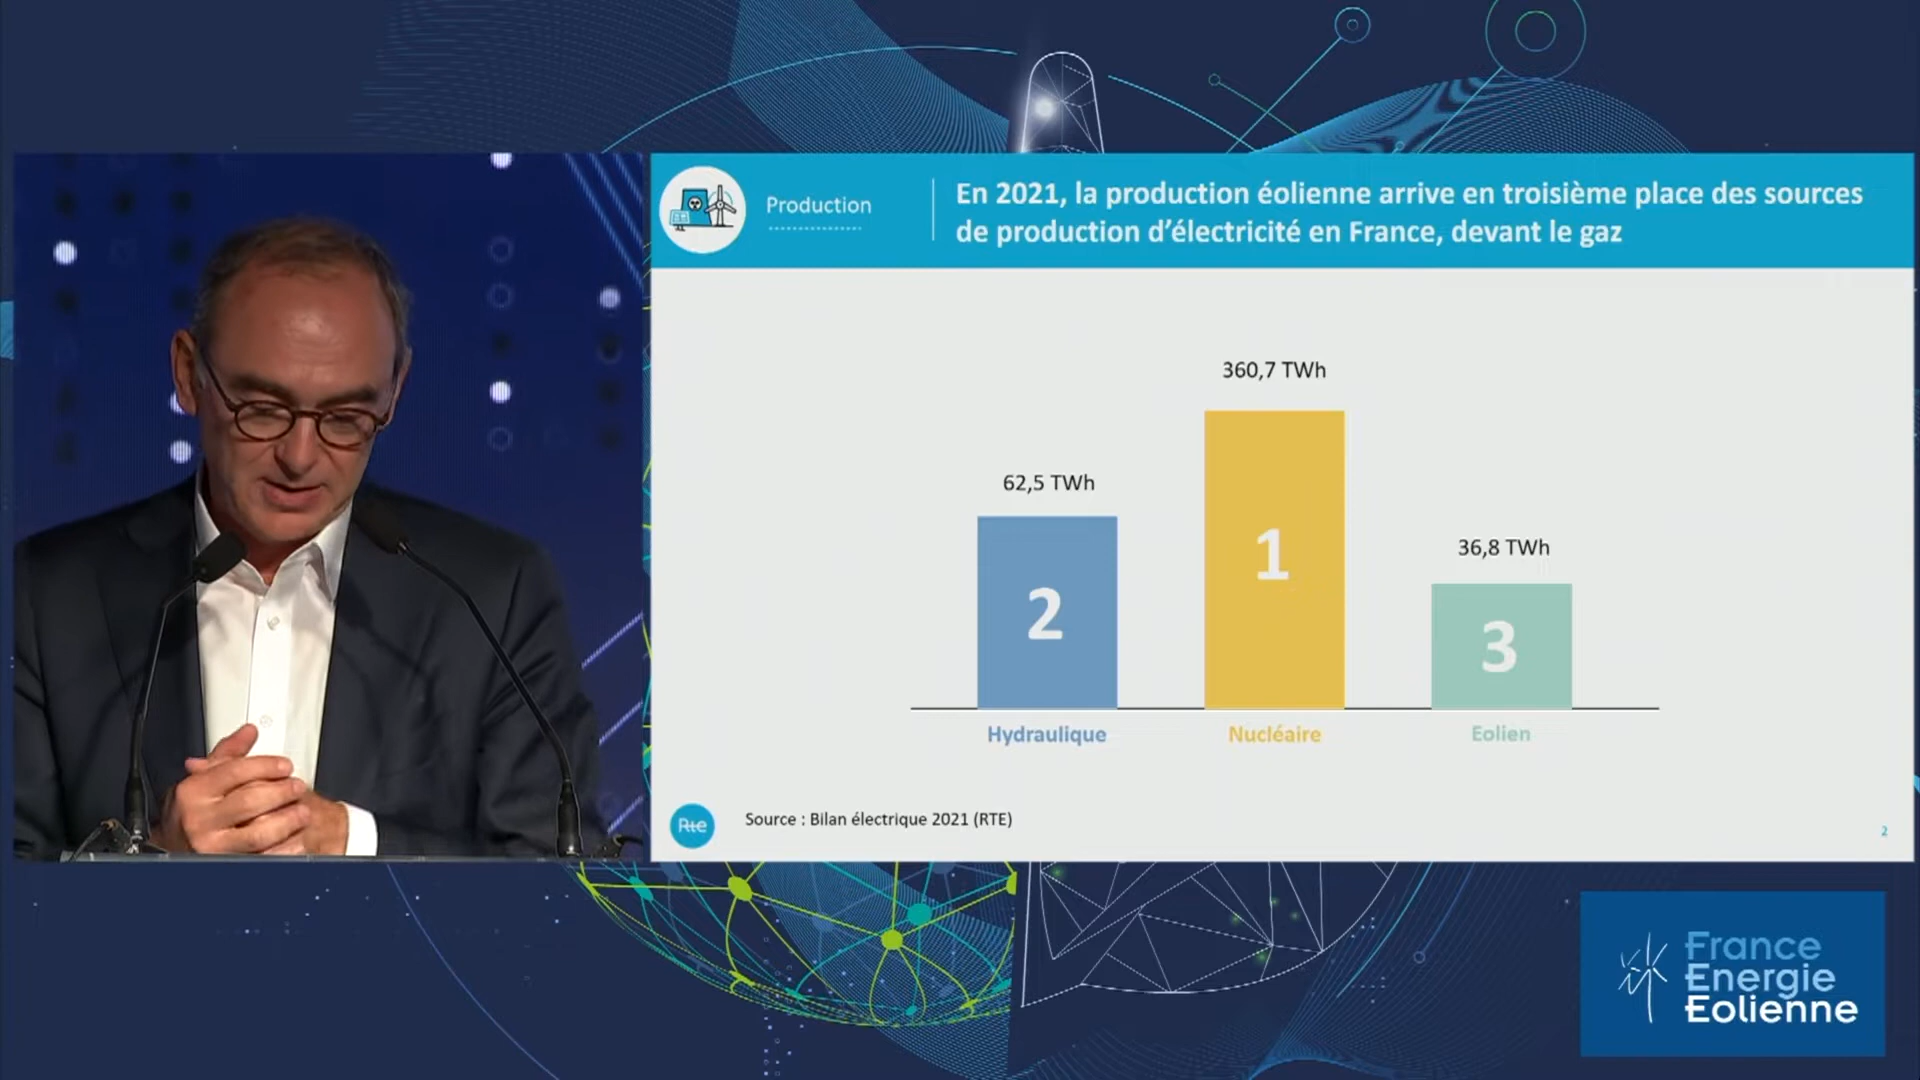 Production
En 2021, la production éolienne arrive en troisième place des sources
de production d'électricité en France, devant le gaz
360,7 TWh
62,5 TWh
36,8 TWh
1
2
3
Hydraulique
Nucléaire
Eolien
Rte
Source : Bilan électrique 2021 (RTE)
2
France
Energie
Eolienne